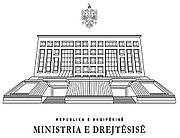 REPUBLIKA E SHQIPËRISË
MINISTRIA E DREJTËSISË